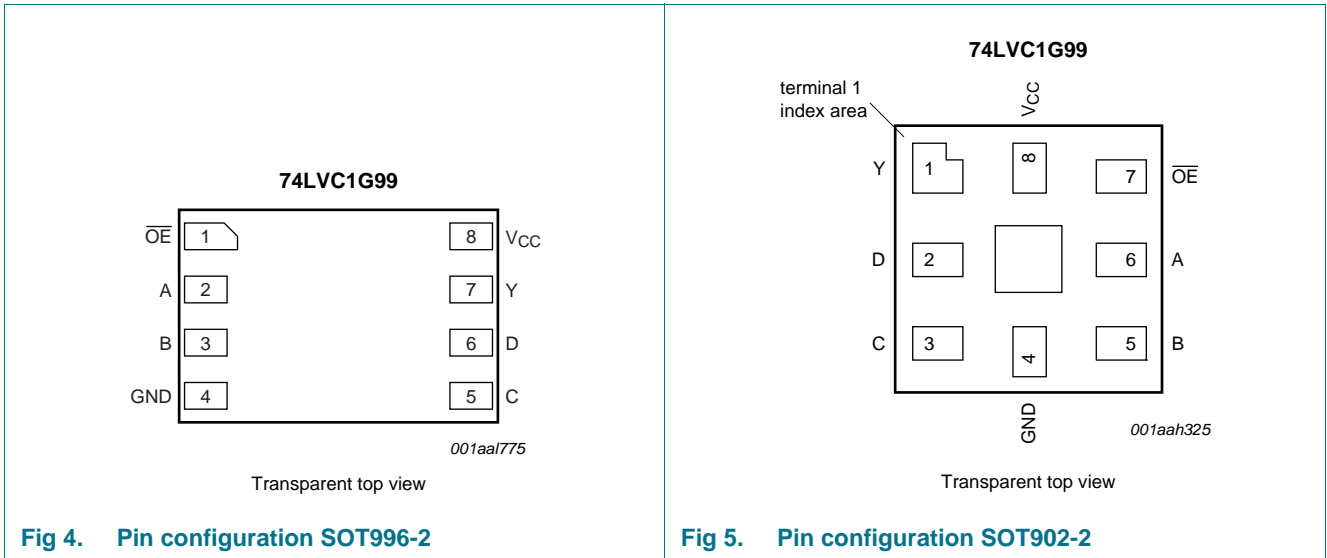 74LVC1G99
OE 1 8 VCC
A 2 7 Y
B 3 6 D
GND 4 5 C
001aal775
Transparent top view
Fig 4. Pin configuration SOT996-2
74LVC1G99
terminal 1
index area
VCC
Y 1 8 7 OE
D 2 6 A
C 3 4 5 B
GND
001aah325
Transparent top view
Fig 5. Pin configuration SOT902-2